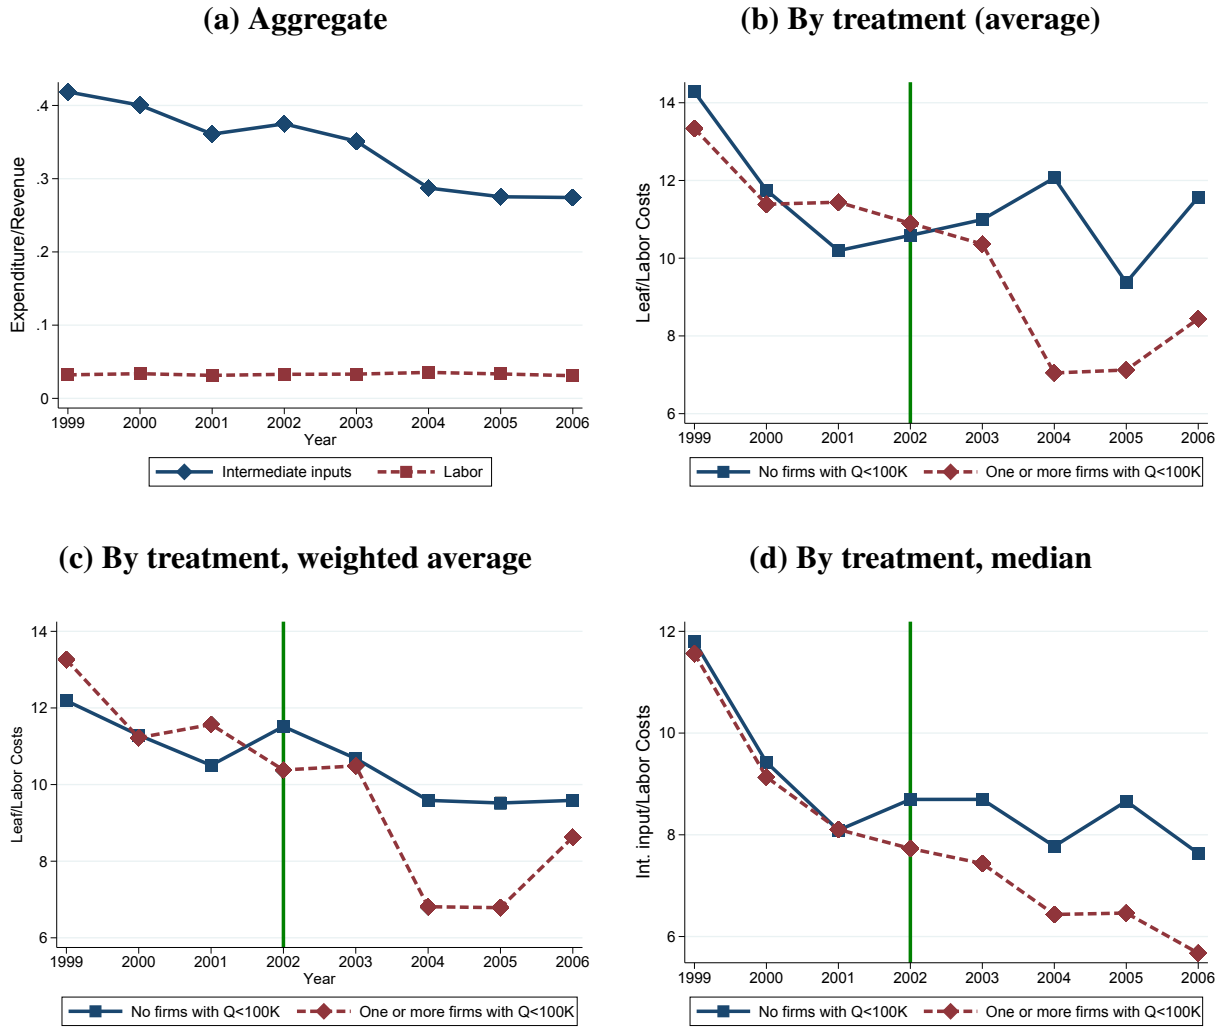 (a) Aggregate
Expenditure/Revenue
.4
.3
.2
.1
0
1999 2000 2001 2002 2003 2004 2005 2006
Year
Intermediate inputs Labor
(b) By treatment (average)
Leaf/Labor Costs
14
12
10
8
6
1999 2000 2001 2002 2003 2004 2005 2006
No firms with Q<100K One or more firms with Q<100K
(c) By treatment, weighted average
Leaf/Labor Costs
14
12
10
8
6
1999 2000 2001 2002 2003 2004 2005 2006
Year
No firms with Q<100K One or more firms with Q<100K
(d) By treatment, median
Int. input/Labor Costs
12
10
8
6
1999 2000 2001 2002 2003 2004 2005 2006
No firms with Q<100K One or more firms with Q<100K